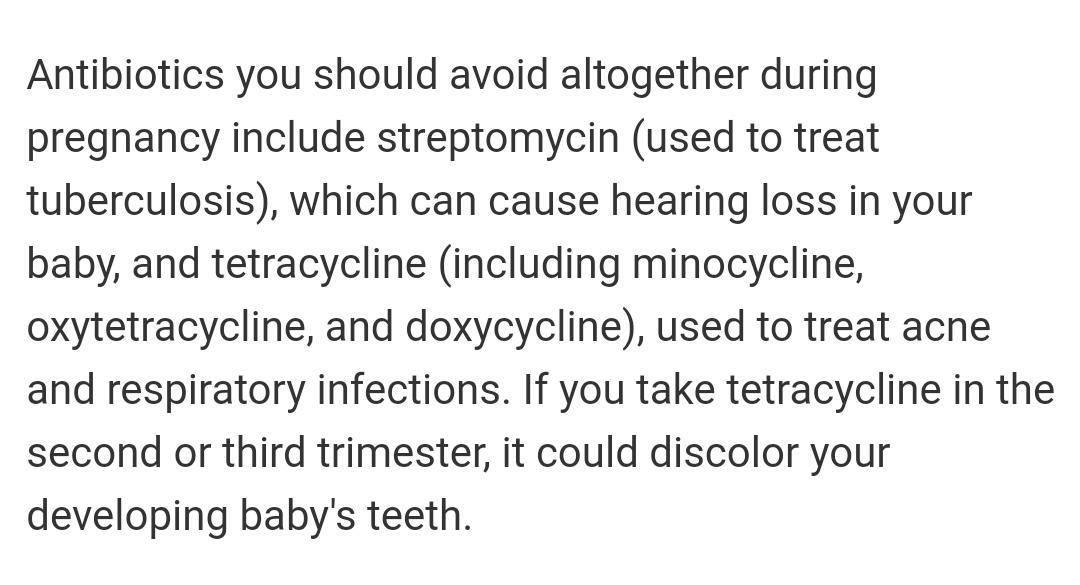 Antibiotics you should avoid altogether during
pregnancy include streptomycin (used to treat
tuberculosis), which can cause hearing loss in your
baby, and tetracycline (including minocycline,
oxytetracycline, and doxycycline), used to treat acne
and respiratory infections. If you take tetracycline in the
second or third trimester, it could discolor your
developing baby's teeth.